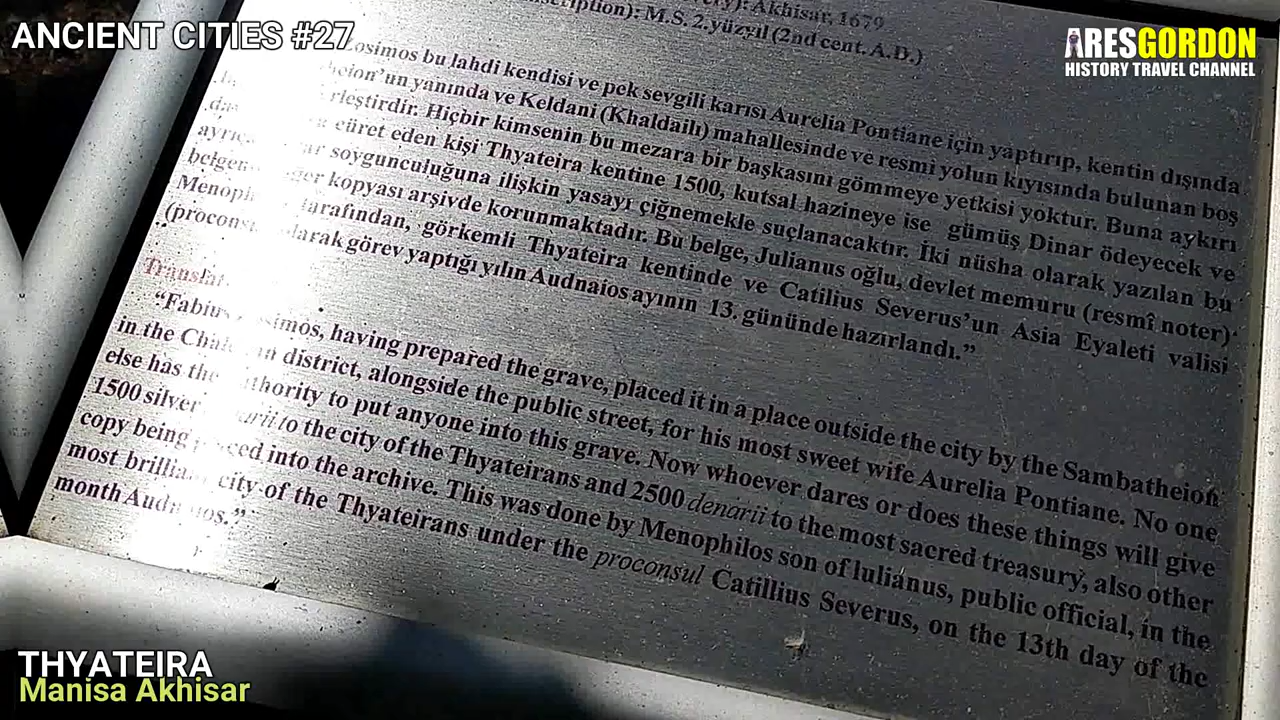 ANCIENT CITIES #27
ARESGORDON
HISTORY TRAVEL CHANNEL
Akhisar, 1679
M.S. 2. yüzyıl (2nd cent. A.D.)
bu lahdi kendisi ve pek sevgili karısı Aurelia Pontiane için yaptırıp, kentin dışında
yanında ve Keldani (Khaldaili) mahallesinde ve resmi yolun kıyısında bulunan boş
Hiçbir kimsenin bu mezara bir başkasını gömmeye yetkisi yoktur. Buna aykırı
cüret eden kişi Thyateira kentine 1500, kutsal hazineye ise gümüş Dinar ödeyecek ve
soygunculuğuna ilişkin yasayı çiğnemekle suçlanacaktır. İki nüsha olarak yazılan bu
kopyası arşivde korunmaktadır. Bu belge, Julianus oğlu, devlet memuru (resmî noter)
tarafından, görkemli Thyateira kentinde ve Catilius Severus'un Asia Eyaleti valisi
olarak görev yaptığı yılın Audnaios ayının 13. gününde hazırlandı.”
having prepared the grave, placed it in a place outside the city by the Sambatheion
in the district, alongside the public street, for his most sweet wife Aurelia Pontiane. No one
else has the authority to put anyone into this grave. Now whoever dares or does these things will give
1500 silver to the city of the Thyateirans and 2500 denarii to the most sacred treasury, also other
copy being into the archive. This was done by Menophilos son of Iulianus, public official, in the
most city of the Thyateirans under the proconsul Catillius Severus, on the 13th day of the
month
THYATEIRA
Manisa Akhisar